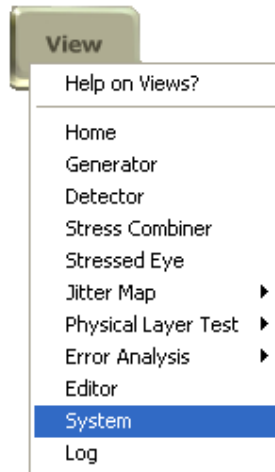 View
Help on Views?
Home
Generator
Detector
Stress Combiner
Stressed Eye
Jitter Map
Physical Layer Test
Error Analysis
Editor
System
Log